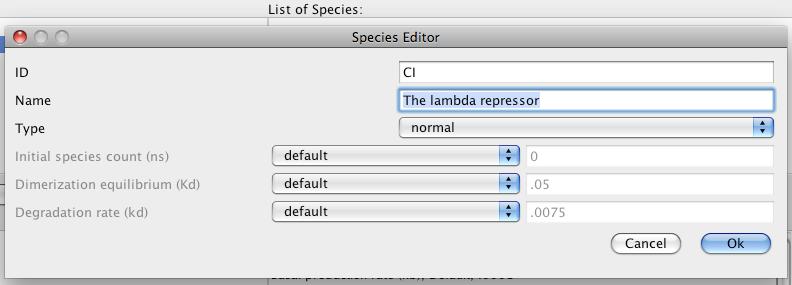 List of Species:
Species Editor
ID CI
Name The lambda repressor
Type normal
Initial species count (ns) default 0
Dimerization equilibrium (Kd) default .05
Degradation rate (kd) default .0075
Cancel Ok